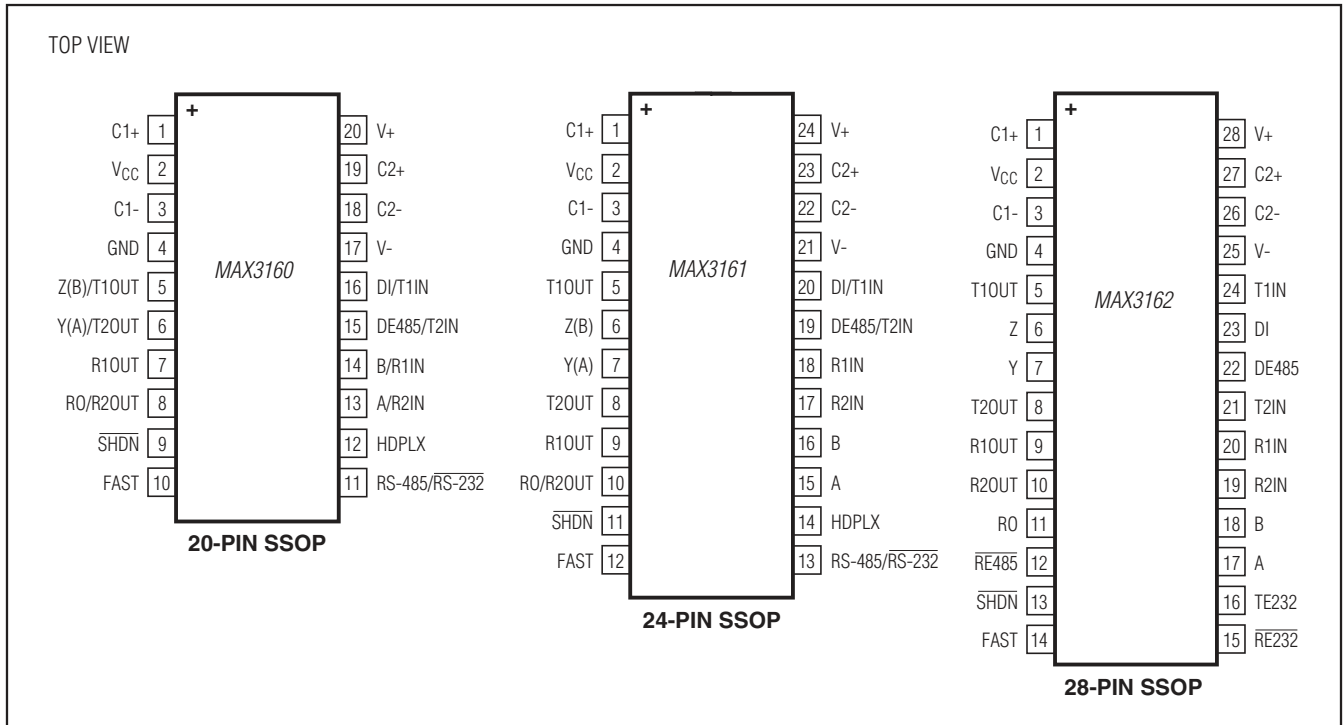 TOP VIEW
+
MAX3160
C1+ 1
VCC 2
C1- 3
GND 4
Z(B)/T1OUT 5
Y(A)/T2OUT 6
R1OUT 7
RO/R2OUT 8
SHDN 9
FAST 10
20 V+
19 C2+
18 C2-
17 V-
16 DI/T1IN
15 DE485/T2IN
14 B/R1IN
13 A/R2IN
12 HDPLX
11 RS-485/RS-232
20-PIN SSOP
+
MAX3161
C1+ 1
VCC 2
C1- 3
GND 4
T1OUT 5
Z(B) 6
Y(A) 7
T2OUT 8
R1OUT 9
RO/R2OUT 10
SHDN 11
FAST 12
24 V+
23 C2+
22 C2-
21 V-
20 DI/T1IN
19 DE485/T2IN
18 R1IN
17 R2IN
16 B
15 A
14 HDPLX
13 RS-485/RS-232
24-PIN SSOP
+
MAX3162
C1+ 1
VCC 2
C1- 3
GND 4
T1OUT 5
Z 6
Y 7
T2OUT 8
R1OUT 9
R2OUT 10
RO 11
RE485 12
SHDN 13
FAST 14
28 V+
27 C2+
26 C2-
25 V-
24 T1IN
23 DI
22 DE485
21 T2IN
20 R1IN
19 R2IN
18 B
17 A
16 TE232
15 RE232
28-PIN SSOP